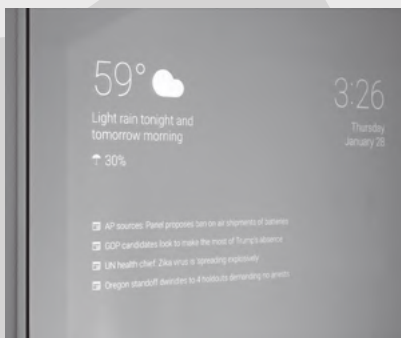 59°
Light rain tonight and
tomorrow morning
30%
3:26
Thursday
January 28
AP sources: Panel proposes ban on air shipments of batteries
GOP candidates look to make the most of Trump's absence
UN health chief: Zika virus is spreading explosively
Oregon standoff dwindles to 4 holdouts demanding no arrests